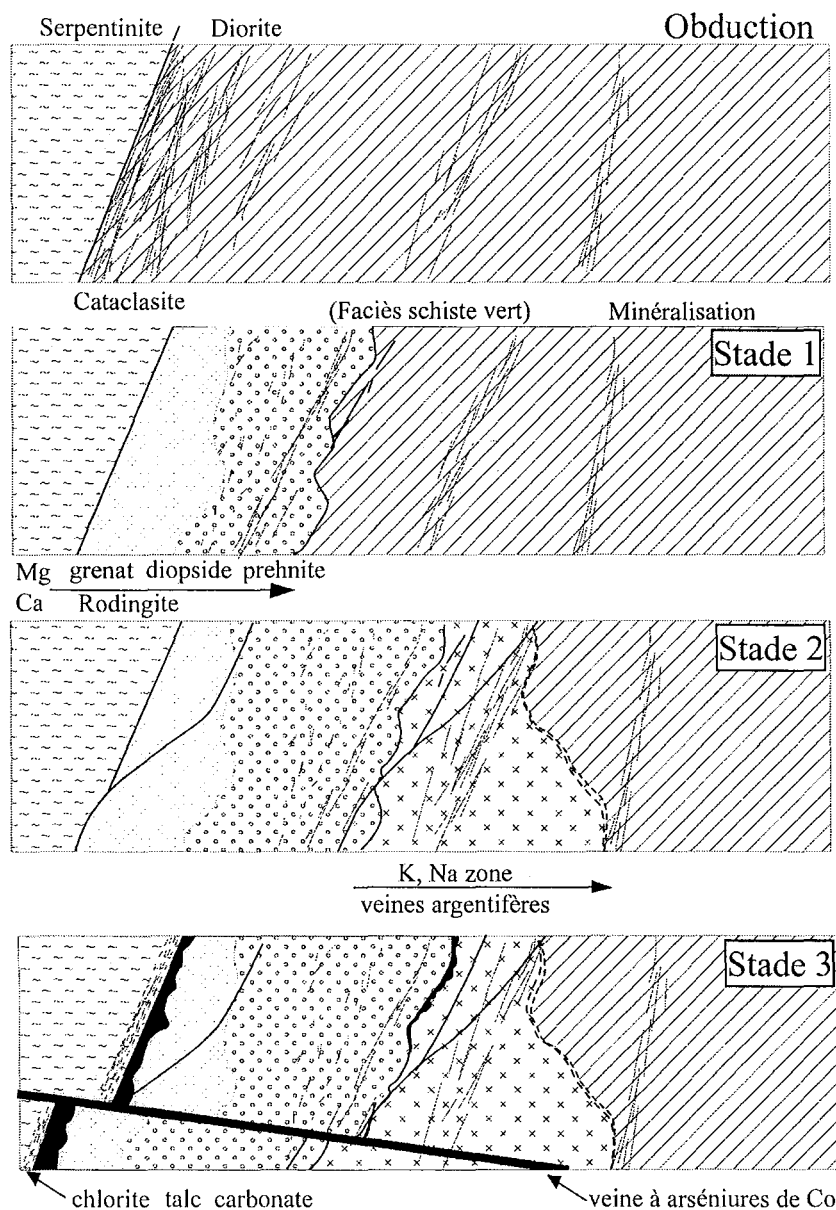 Serpentinite Diorite Obduction
Cataclasite (Faciès schiste vert) Minéralisation
Stade 1
Mg grenat diopside prehnite
Ca Rodingite
Stade 2
K, Na zone
veines argentifères
Stade 3
chlorite talc carbonate veine à arséniures de Co